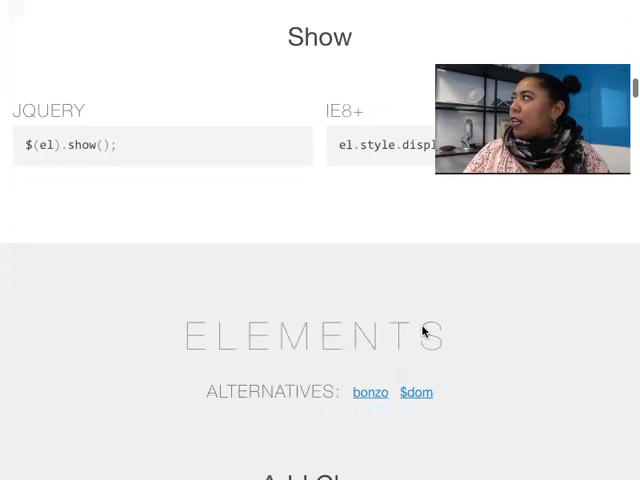 Show
JQUERY
IE8+
$(el).show();
el.style.displ
ELEMENTS
ALTERNATIVES: bonzo $dom